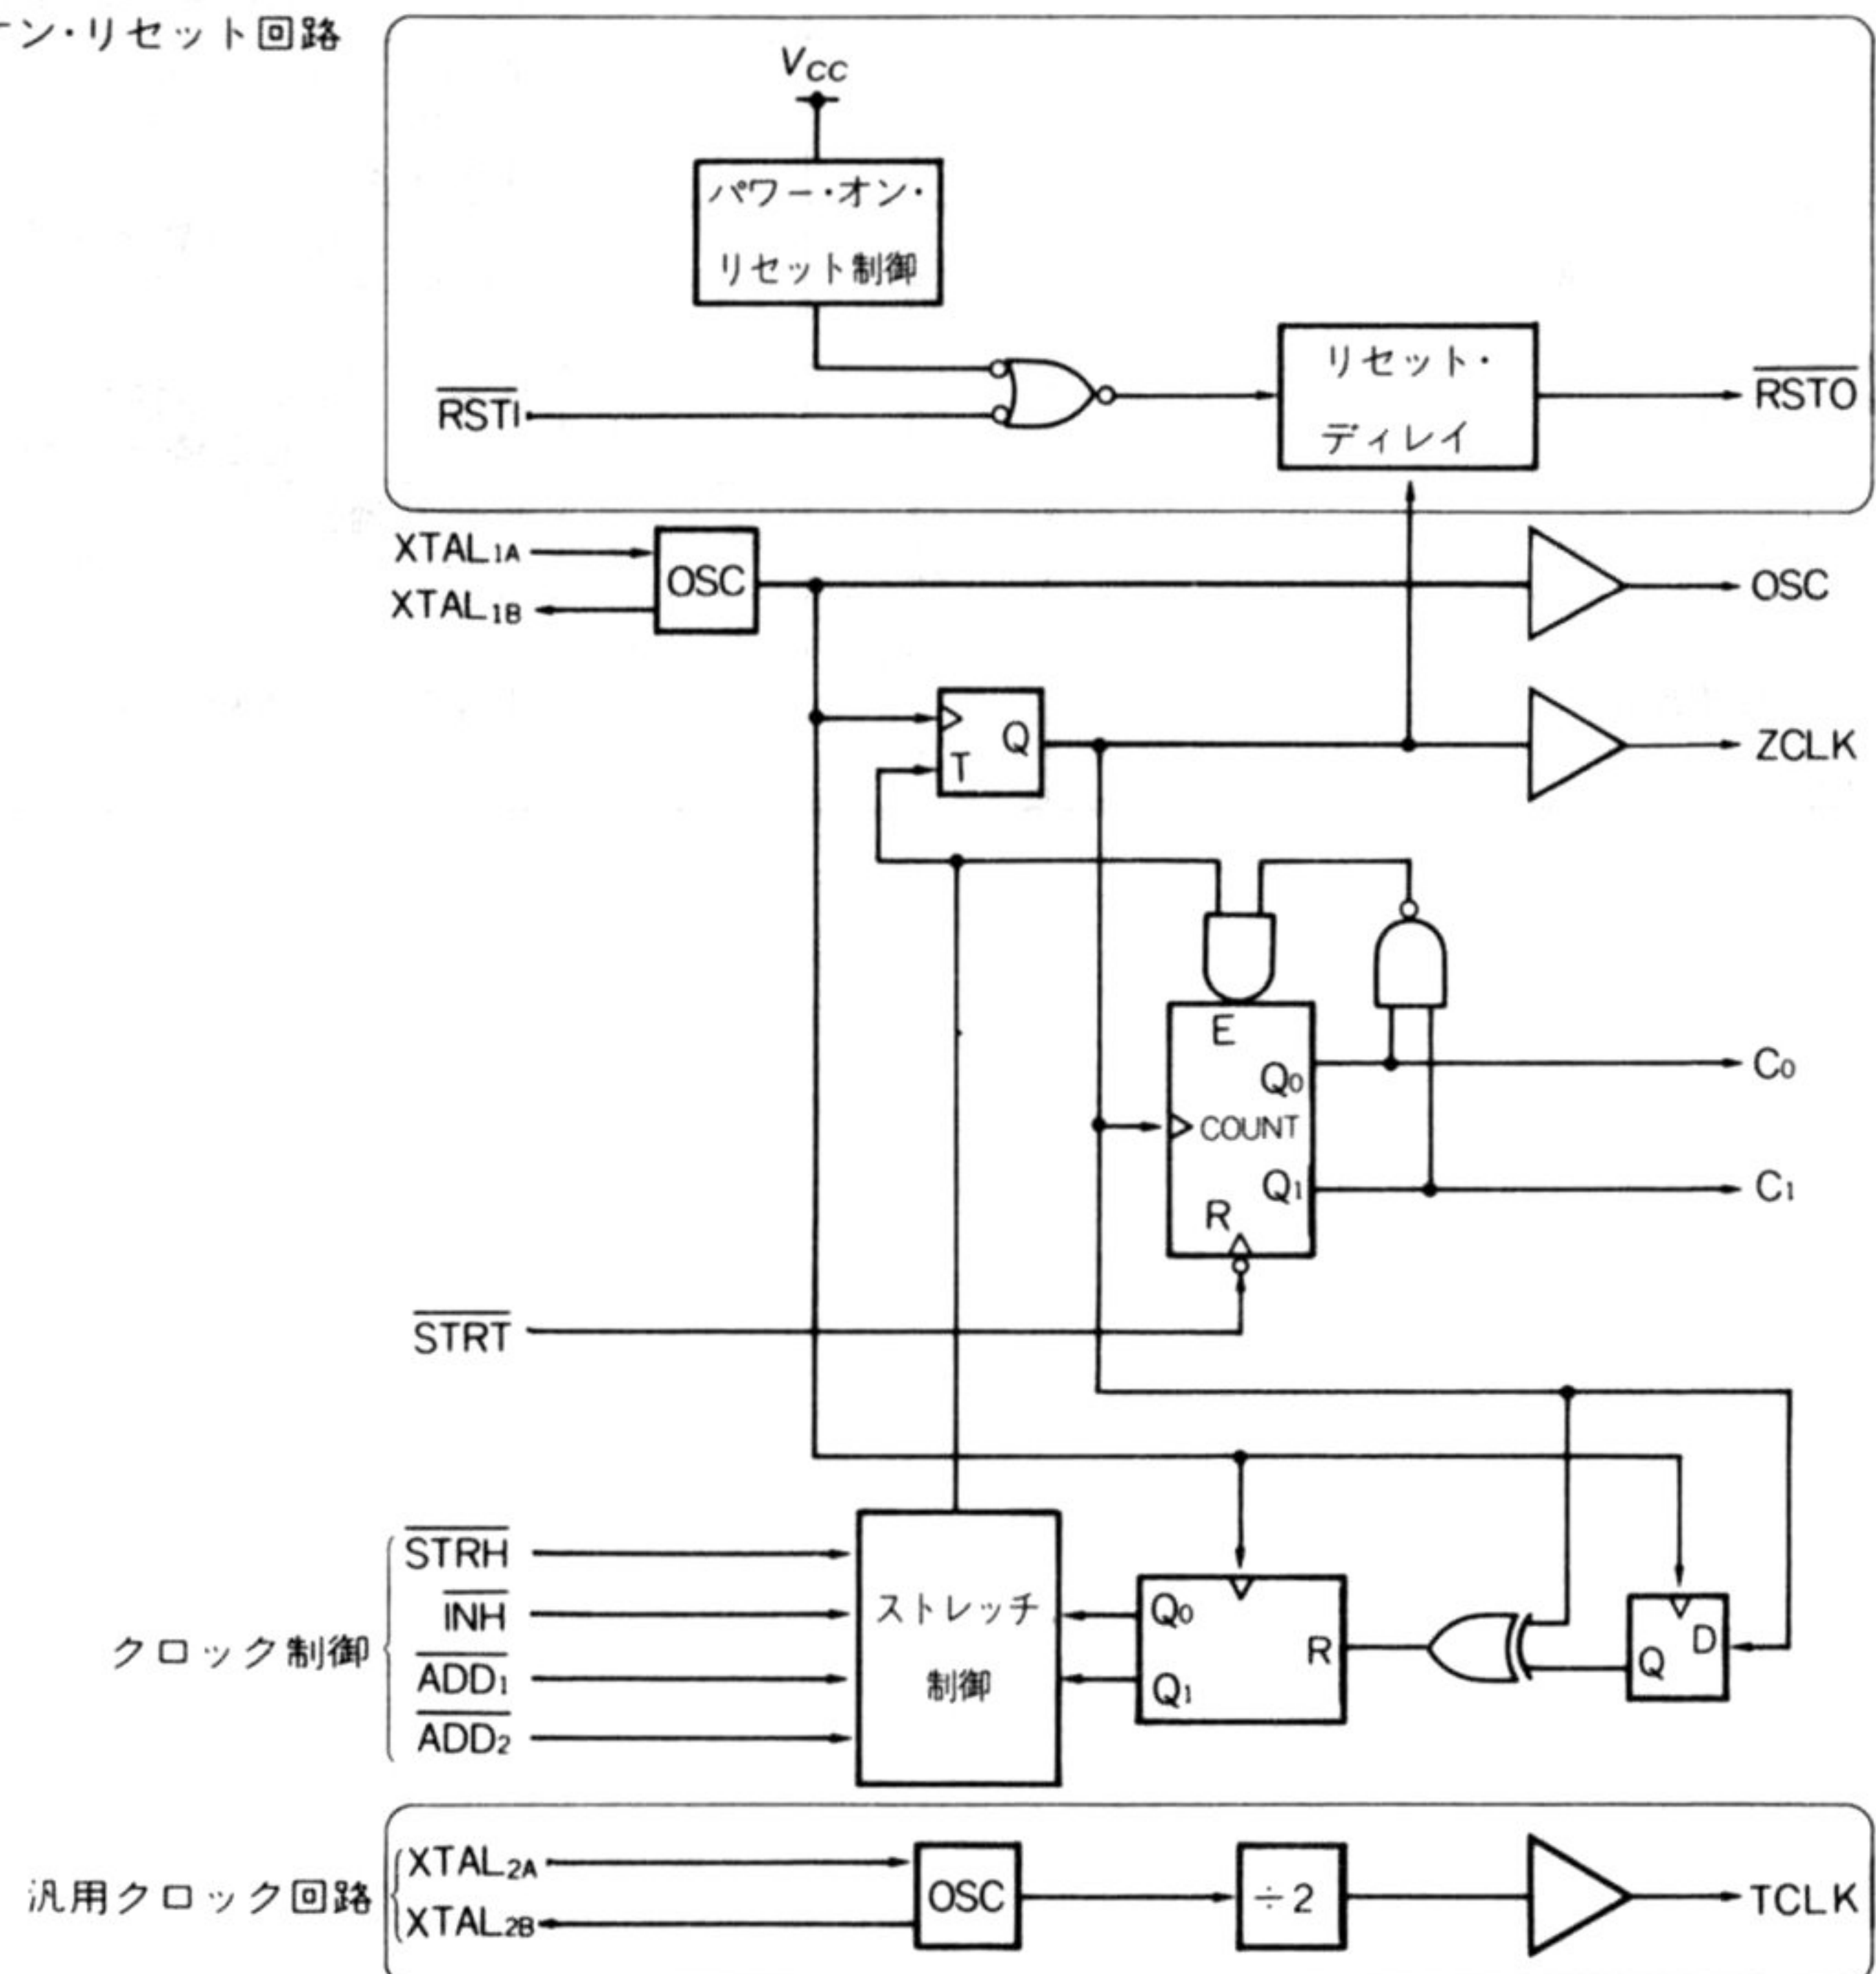 ン・リセット回路
VCC
パワー・オン・
リセット制御
リセット・
ディレイ
RSTI
RSTO
XTAL1A
XTAL1B
OSC
OSC
Q
T
ZCLK
E
Q0
COUNT
Q1
R
C0
C1
STRT
クロック制御
STRH
INH
ADD1
ADD2
ストレッチ
制御
Q0
Q1
R
Q
D
汎用クロック回路
XTAL2A
XTAL2B
OSC
÷2
TCLK